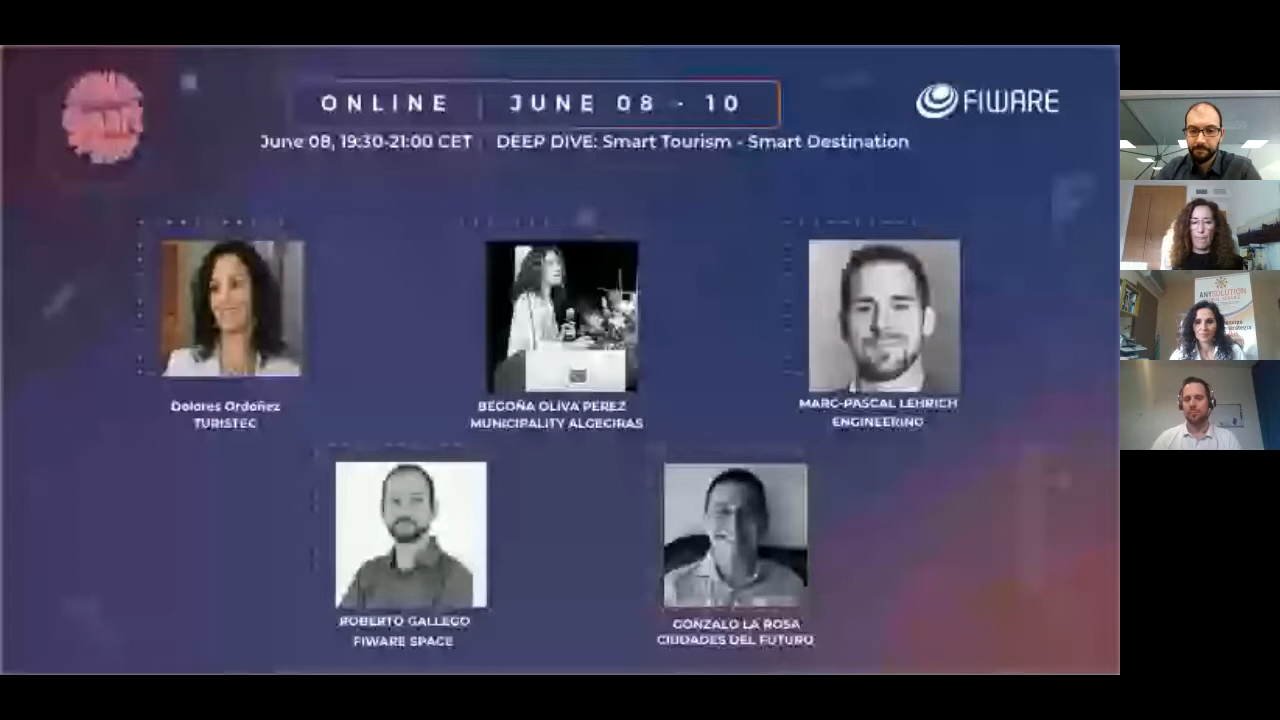 ONLINE | JUNE 08 - 10
FIWARE
June 08, 19:30-21:00 CET | DEEP DIVE: Smart Tourism - Smart Destination
Dolores Ordoñez
TURISTEC
BEGOÑA OLIVA PEREZ
MUNICIPALITY ALGECIRAS
MARC-PASCAL LEHRICH
ENGINEERING
ROBERTO GALLEGO
FIWARE SPACE
GONZALO LA ROSA
CIUDADES DEL FUTURO
ANYSOLUTION